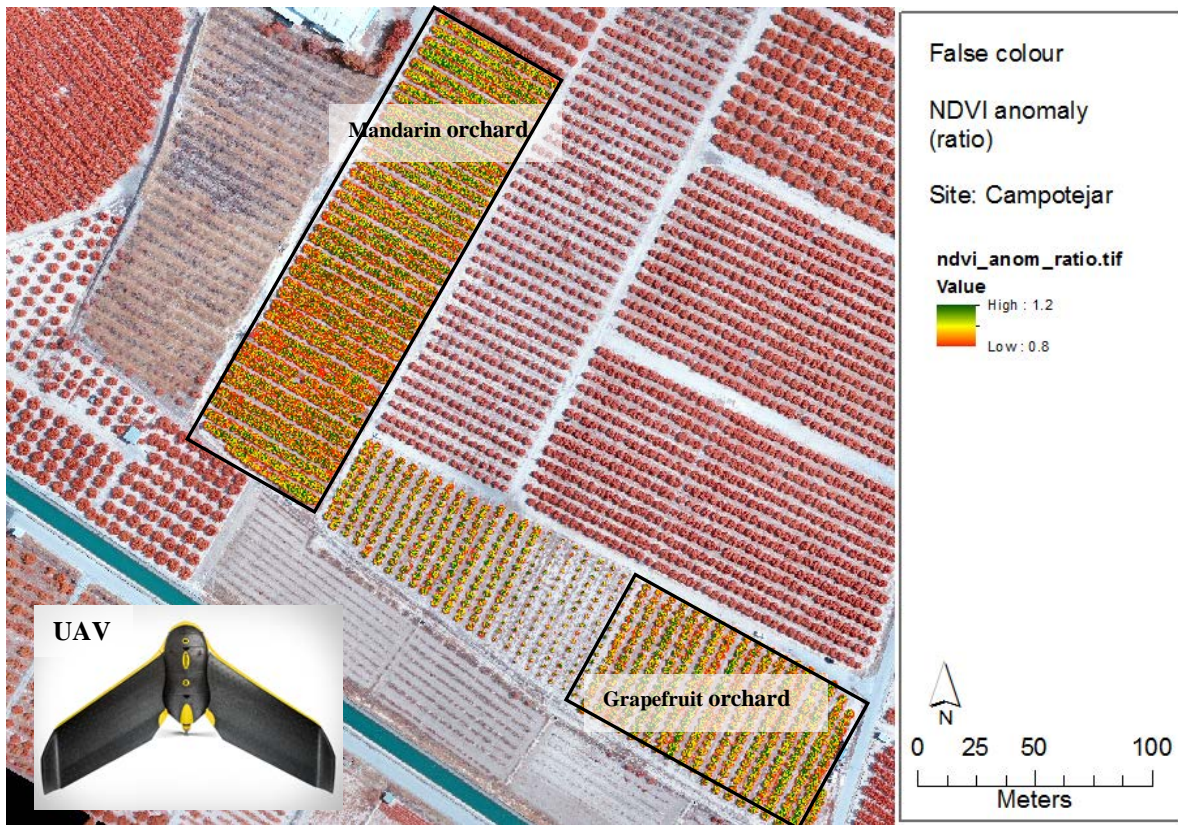 Mandarin orchard
Grapefruit orchard
UAV
False colour
NDVI anomaly
(ratio)
Site: Campotejar
ndvi_anom_ratio.tif
Value
High : 1.2
Low : 0.8
N
0 25 50 100
Meters